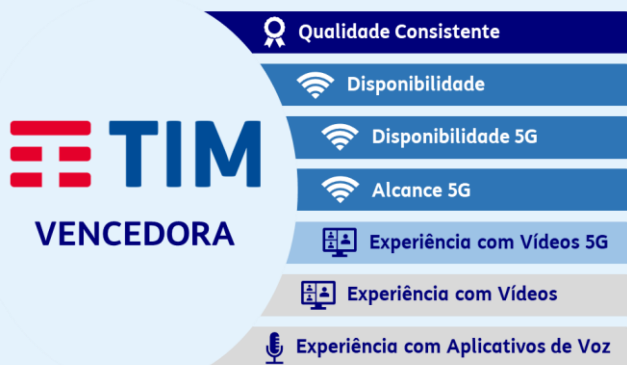 TIM
VENCEDORA
Qualidade Consistente
Disponibilidade
Disponibilidade 5G
Alcance 5G
Experiência com Vídeos 5G
Experiência com Vídeos
Experiência com Aplicativos de Voz